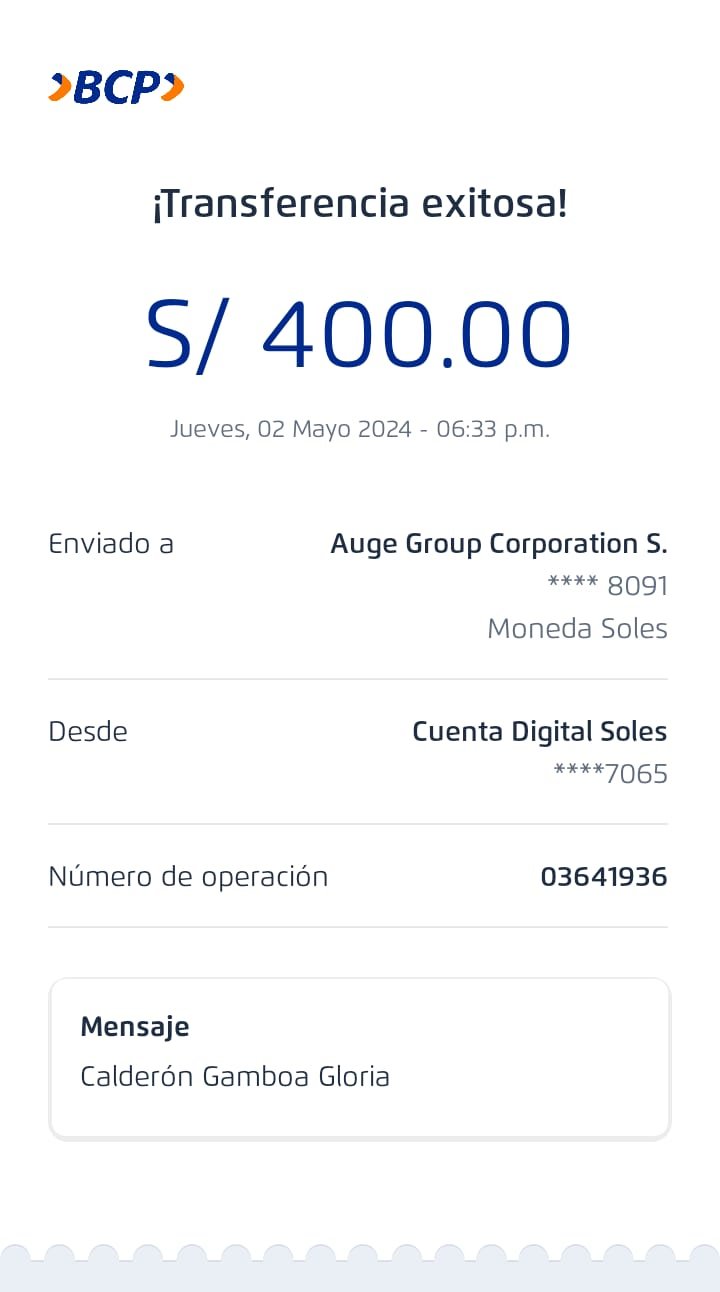 BCP
¡Transferencia exitosa!
S/ 400.00
Jueves, 02 Mayo 2024 - 06:33 p.m.
Enviado a Auge Group Corporation S.
**** 8091
Moneda Soles
Desde Cuenta Digital Soles
****7065
Número de operación 03641936
Mensaje
Calderón Gamboa Gloria